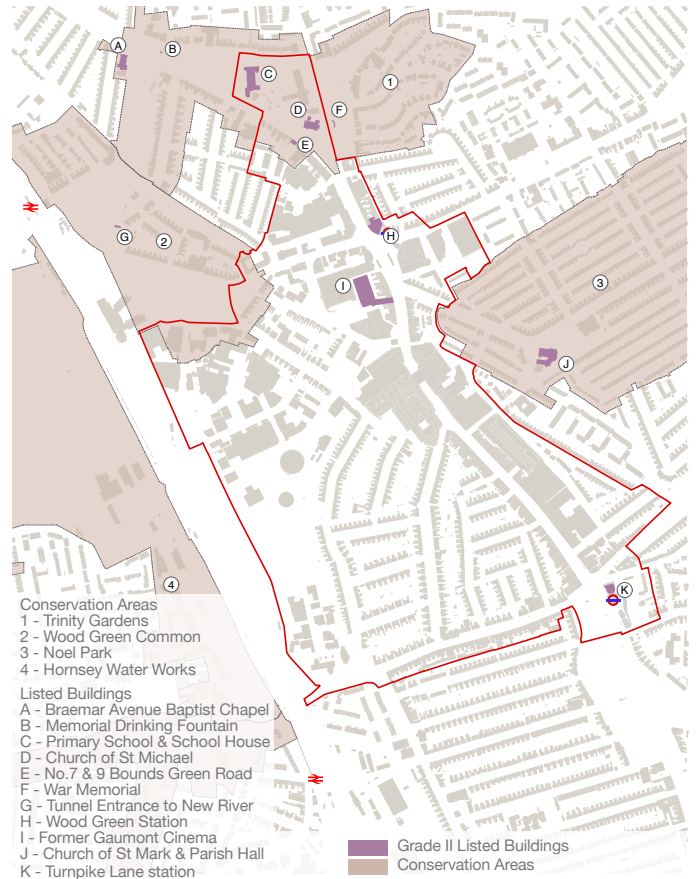 A
B
C
1
D
F
E
G
2
H
I
3
J
4
K
Conservation Areas
1 - Trinity Gardens
2 - Wood Green Common
3 - Noel Park
4 - Hornsey Water Works
Listed Buildings
A - Braemar Avenue Baptist Chapel
B - Memorial Drinking Fountain
C - Primary School & School House
D - Church of St Michael
E - No.7 & 9 Bounds Green Road
F - War Memorial
G - Tunnel Entrance to New River
H - Wood Green Station
I - Former Gaumont Cinema
J - Church of St Mark & Parish Hall
K - Turnpike Lane station
Grade II Listed Buildings
Conservation Areas